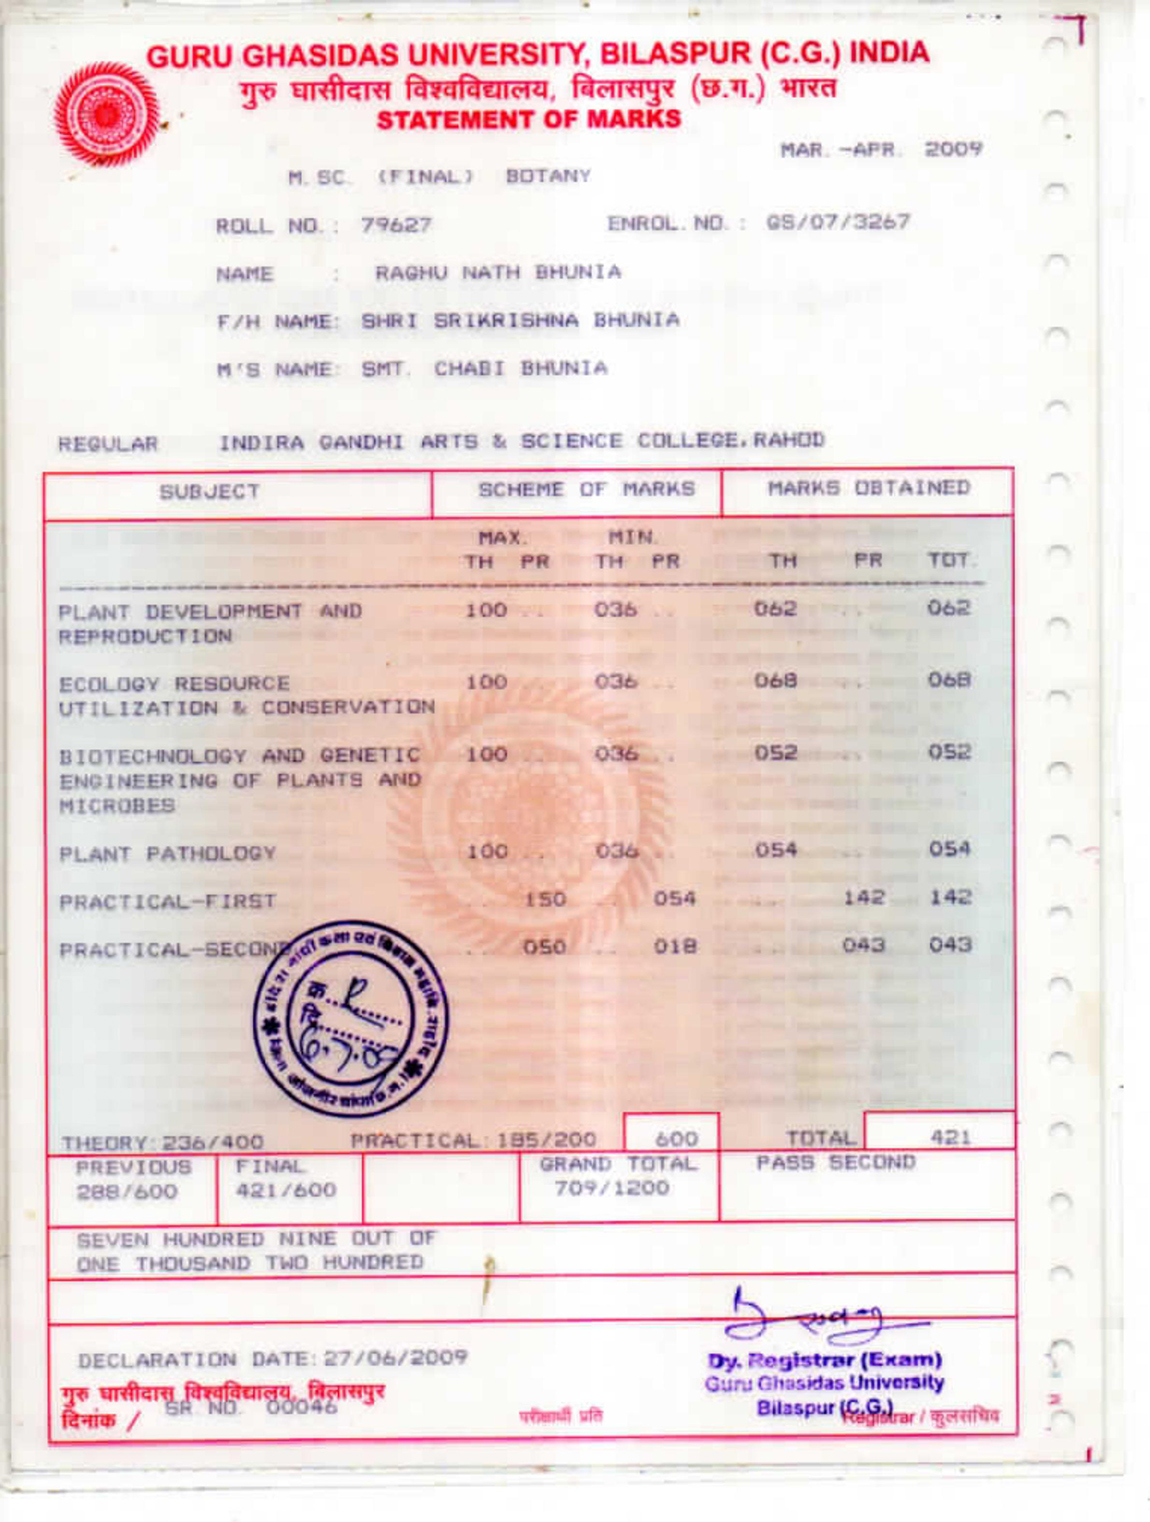 GURU GHASIDAS UNIVERSITY, BILASPUR (C.G.) INDIA
गुरु घासीदास विश्वविद्यालय, बिलासपुर (छ.ग.) भारत
STATEMENT OF MARKS
MAR. -APR. 2009
M. SC. (FINAL) BOTANY
ROLL NO. : 79627 ENROL. NO. : GS/07/3267
NAME : RAGHU NATH BHUNIA
F/H NAME: SHRI SRIKRISHNA BHUNIA
M'S NAME: SMT. CHABI BHUNIA
REGULAR INDIRA GANDHI ARTS & SCIENCE COLLEGE, RAHOD
SUBJECT SCHEME OF MARKS MARKS OBTAINED
MAX. MIN.
TH PR TH PR TH PR TOT.
PLANT DEVELOPMENT AND 100 .. 036 .. 062 .. 062
REPRODUCTION
ECOLOGY RESOURCE 100 036 .. 068 .. 068
UTILIZATION & CONSERVATION
BIOTECHNOLOGY AND GENETIC 100 .. 036 .. 052 .. 052
ENGINEERING OF PLANTS AND
MICROBES
PLANT PATHOLOGY 100 .. 036 .. 054 .. 054
PRACTICAL-FIRST .. 150 .. 054 .. 142 142
PRACTICAL-SECOND .. 050 .. 018 .. 043 043
क्र.
दि.
THEORY: 236/400 PRACTICAL: 185/200 600 TOTAL 421
PREVIOUS FINAL GRAND TOTAL PASS SECOND
288/600 421/600 709/1200
SEVEN HUNDRED NINE OUT OF
ONE THOUSAND TWO HUNDRED
DECLARATION DATE: 27/06/2009
Dy. Registrar (Exam)
Guru Ghasidas University
Bilaspur (C.G.)
गुरु घासीदास विश्वविद्यालय, बिलासपुर
SR. NO. 00046
दिनांक / परीक्षार्थी प्रति Registrar / कुलसचिव